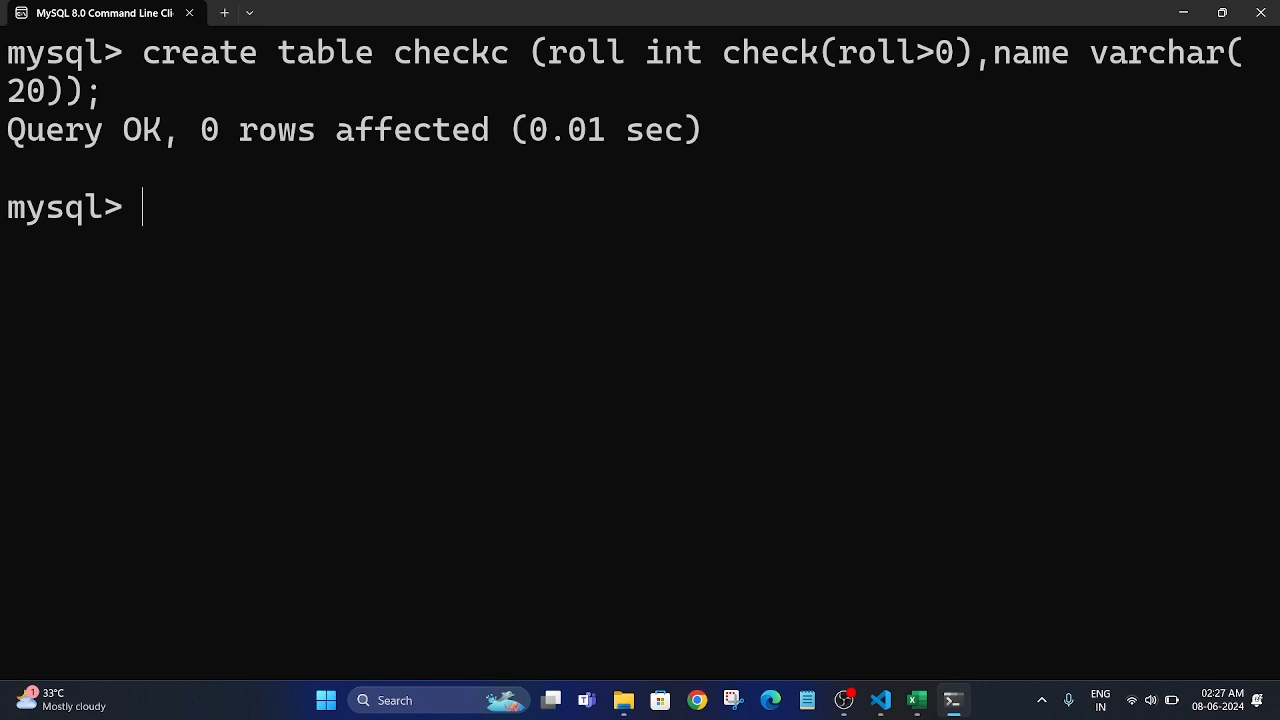 MySQL 8.0 Command Line Cli
mysql> create table checkc (roll int check(roll>0),name varchar(
20));
Query OK, 0 rows affected (0.01 sec)
mysql>
1
33°C
Mostly cloudy
Search
ENG
IN
02:27 AM
08-06-2024